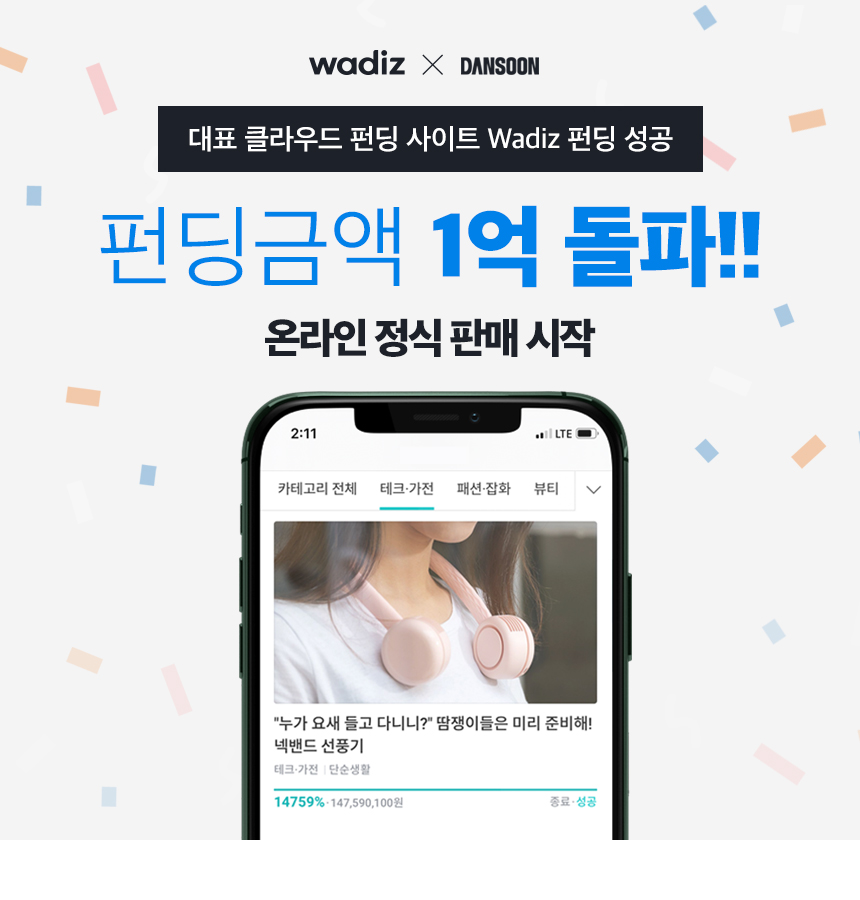 wadiz × DANSOON
대표 클라우드 펀딩 사이트 Wadiz 펀딩 성공
펀딩금액 1억 돌파!!
온라인 정식 판매 시작
2:11 LTE
카테고리 전체 테크·가전 패션·잡화 뷰티
"누가 요새 들고 다니니?" 땀쟁이들은 미리 준비해!
넥밴드 선풍기
테크·가전 | 단순생활
14759% · 147,590,100원 종료 · 성공